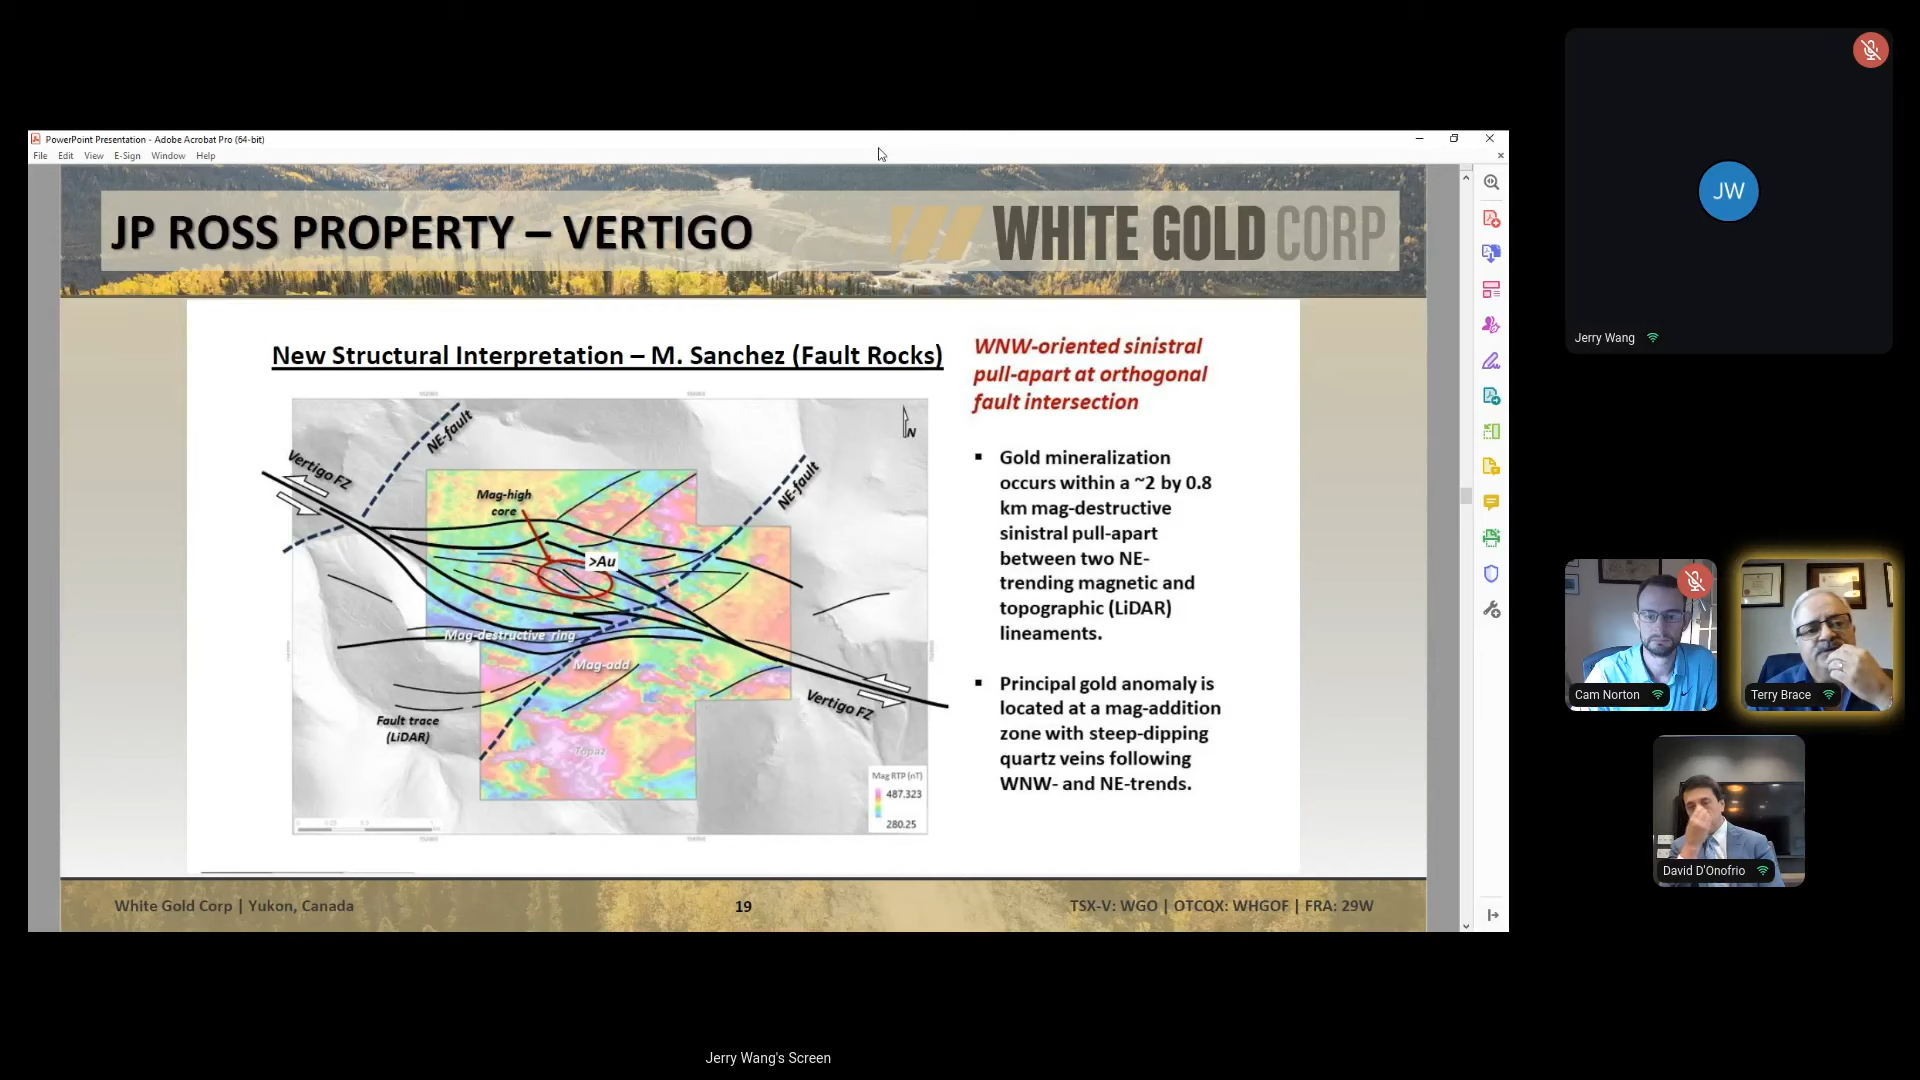 PowerPoint Presentation - Adobe Acrobat Pro (64-bit)
File Edit View E-Sign Window Help
JP ROSS PROPERTY – VERTIGO
WHITE GOLD CORP
New Structural Interpretation – M. Sanchez (Fault Rocks)
NE-fault
Vertigo FZ
N
NE-fault
Mag-high
core
>Au
Mag-destructive ring
Mag-add
Vertigo FZ
Fault trace
(LiDAR)
Topaz
Mag RTP (nT)
487.323
280.25
WNW-oriented sinistral
pull-apart at orthogonal
fault intersection
▪ Gold mineralization
occurs within a ~2 by 0.8
km mag-destructive
sinistral pull-apart
between two NE-
trending magnetic and
topographic (LiDAR)
lineaments.
▪ Principal gold anomaly is
located at a mag-addition
zone with steep-dipping
quartz veins following
WNW- and NE-trends.
White Gold Corp | Yukon, Canada
19
TSX-V: WGO | OTCQX: WHGOF | FRA: 29W
JW
Jerry Wang
Cam Norton
Terry Brace
David D'Onofrio
Jerry Wang's Screen